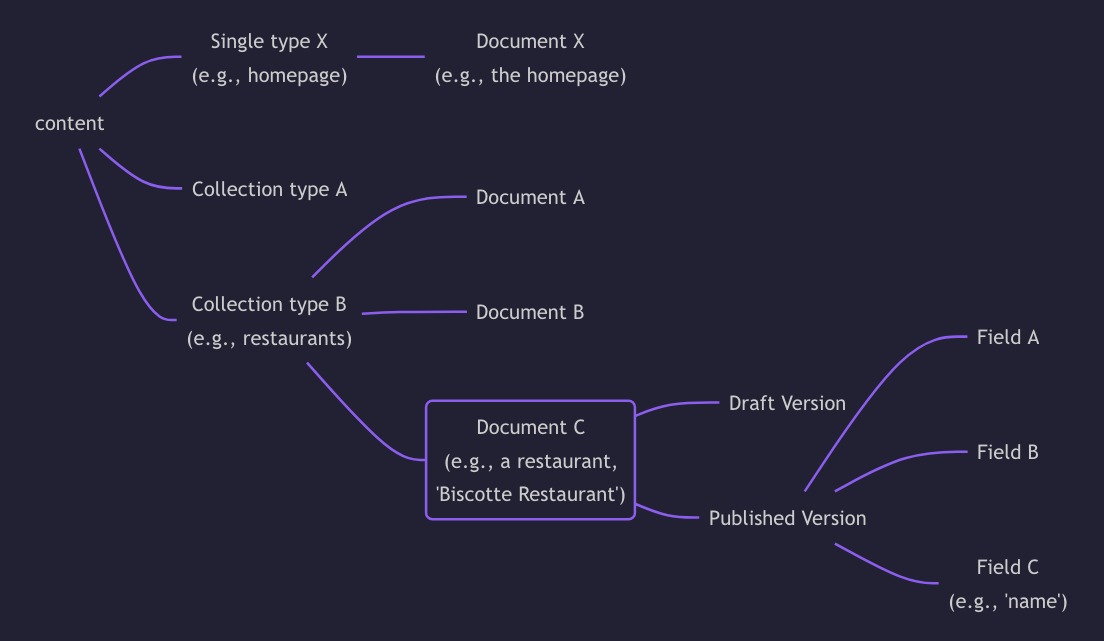 Single type X
(e.g., homepage)
Document X
(e.g., the homepage)
content
Collection type A
Document A
Collection type B
(e.g., restaurants)
Document B
Document C
(e.g., a restaurant,
'Biscotte Restaurant')
Draft Version
Published Version
Field A
Field B
Field C
(e.g., 'name')